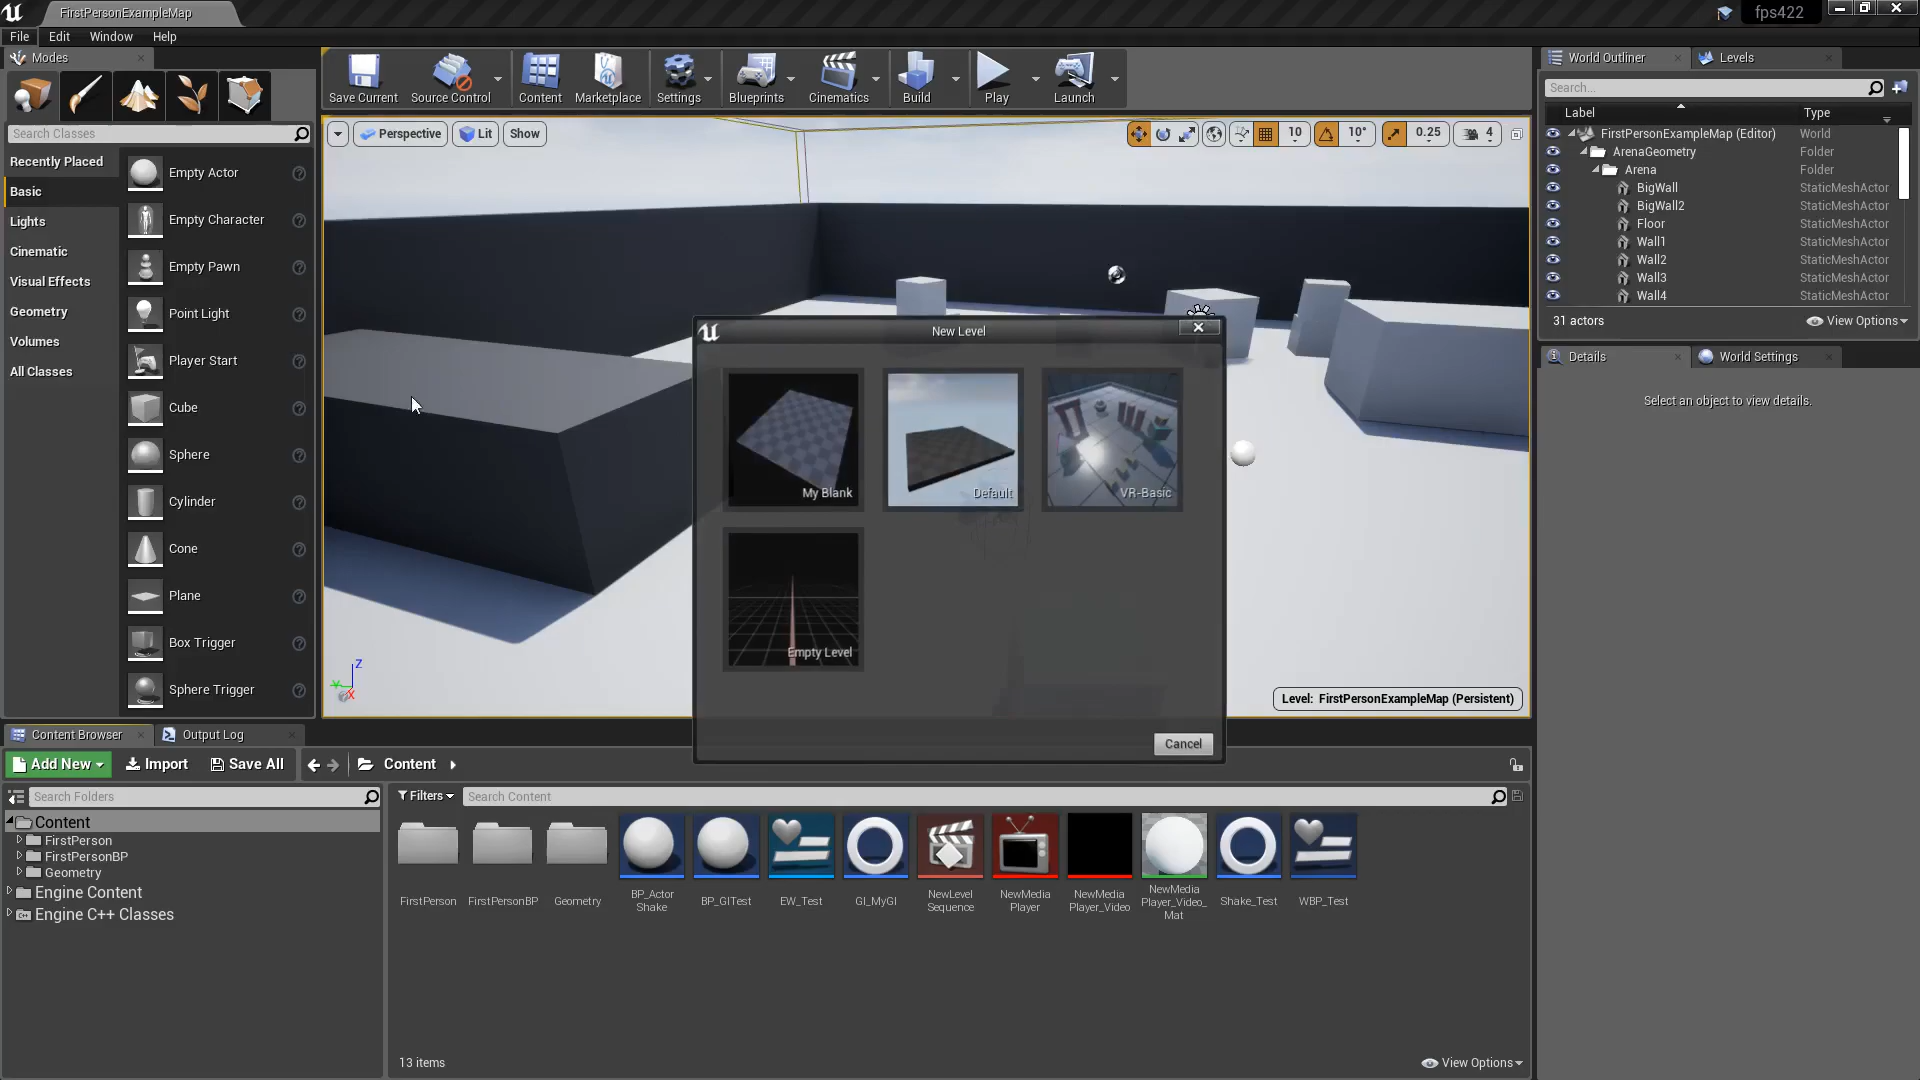 FirstPersonExampleMap
fps422
File Edit Window Help
Modes
Search Classes
Recently Placed
Basic
Lights
Cinematic
Visual Effects
Geometry
Volumes
All Classes
Empty Actor
Empty Character
Empty Pawn
Point Light
Player Start
Cube
Sphere
Cylinder
Cone
Plane
Box Trigger
Sphere Trigger
Save Current
Source Control
Content
Marketplace
Settings
Blueprints
Cinematics
Build
Play
Launch
Perspective
Lit
Show
10
10°
0.25
4
Z
Y
X
Level: FirstPersonExampleMap (Persistent)
New Level
My Blank
Default
VR-Basic
Empty Level
Cancel
World Outliner
Levels
Search...
Label
Type
FirstPersonExampleMap (Editor) World
ArenaGeometry Folder
Arena Folder
BigWall StaticMeshActor
BigWall2 StaticMeshActor
Floor StaticMeshActor
Wall1 StaticMeshActor
Wall2 StaticMeshActor
Wall3 StaticMeshActor
Wall4 StaticMeshActor
31 actors
View Options
Details
World Settings
Select an object to view details.
Content Browser
Output Log
Add New
Import
Save All
Content
Search Folders
Content
FirstPerson
FirstPersonBP
Geometry
Engine Content
Engine C++ Classes
Filters
Search Content
FirstPerson
FirstPersonBP
Geometry
BP_Actor
Shake
BP_GITest
EW_Test
GI_MyGI
NewLevel
Sequence
NewMedia
Player
NewMedia
Player_Video
NewMedia
Player_Video_
Mat
Shake_Test
WBP_Test
13 items
View Options